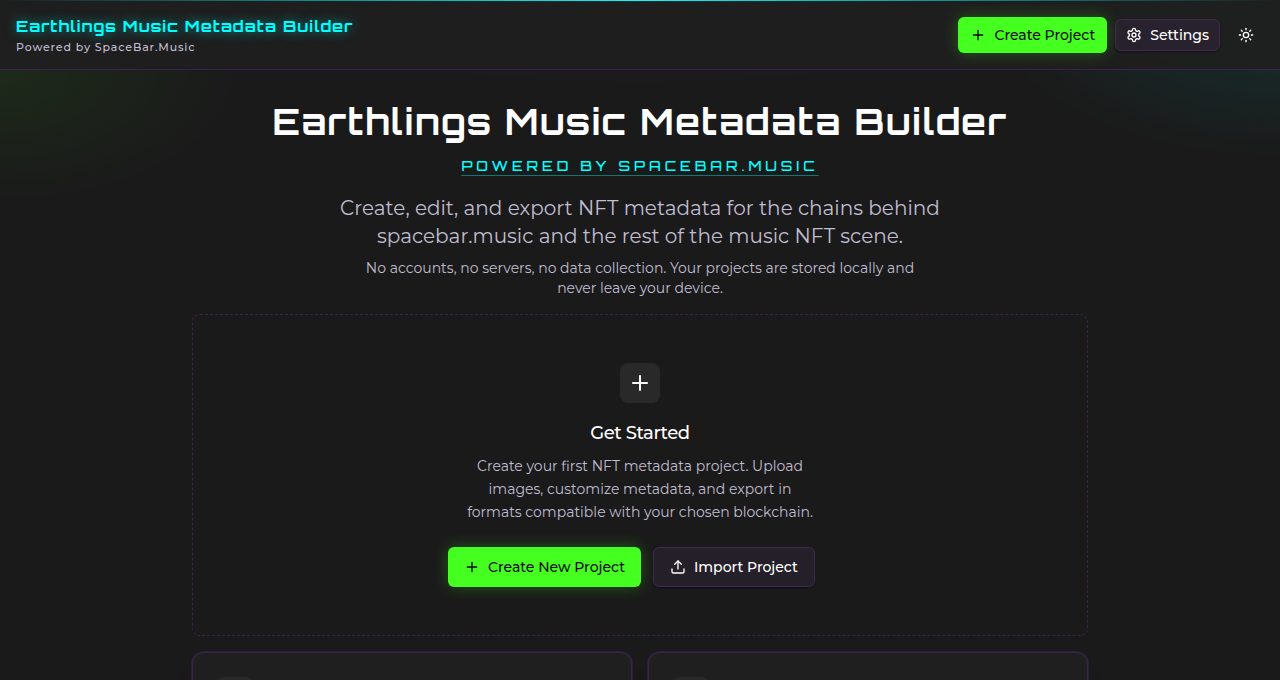 Earthlings Music Metadata Builder
Powered by SpaceBar.Music
Create Project
Settings
Earthlings Music Metadata Builder
POWERED BY SPACEBAR.MUSIC
Create, edit, and export NFT metadata for the chains behind
spacebar.music and the rest of the music NFT scene.
No accounts, no servers, no data collection. Your projects are stored locally and
never leave your device.
Get Started
Create your first NFT metadata project. Upload
images, customize metadata, and export in
formats compatible with your chosen blockchain.
Create New Project
Import Project